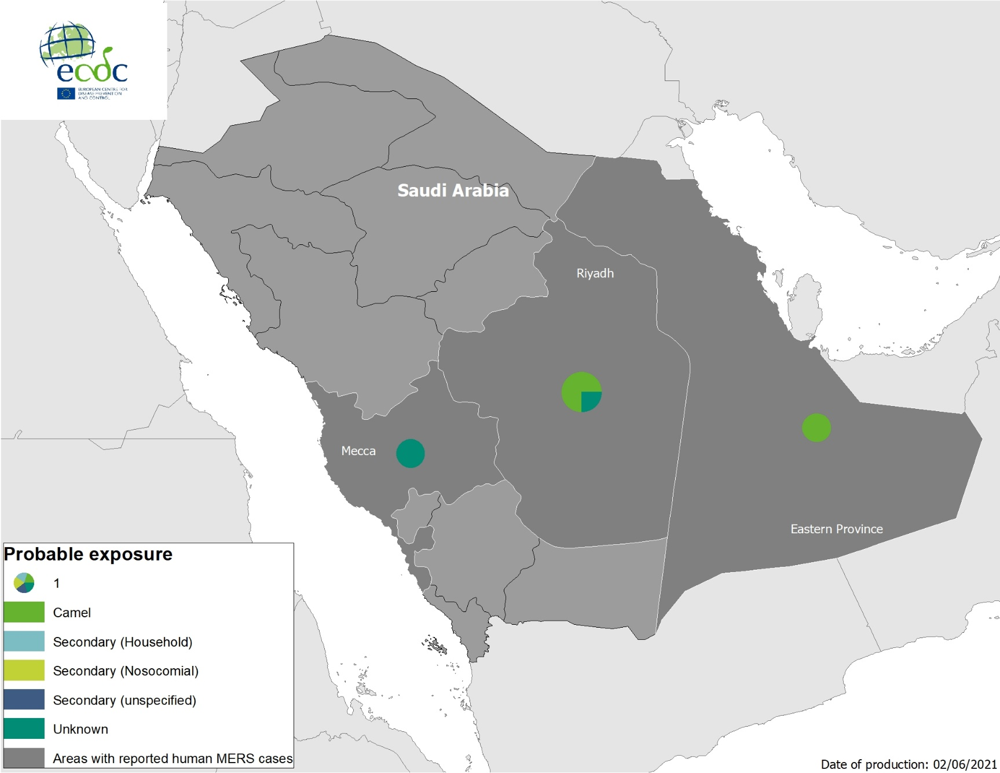 ecdc
EUROPEAN CENTRE FOR
DISEASE PREVENTION
AND CONTROL
Saudi Arabia
Riyadh
Mecca
Eastern Province
Probable exposure
1
Camel
Secondary (Household)
Secondary (Nosocomial)
Secondary (unspecified)
Unknown
Areas with reported human MERS cases
Date of production: 02/06/2021